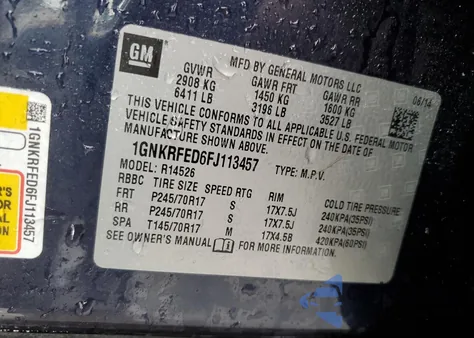 GM
MFD BY GENERAL MOTORS LLC
GVWR GAWR FRT GAWR RR 06/14
2908 KG 1450 KG 1600 KG
6411 LB 3196 LB 3527 LB
THIS VEHICLE CONFORMS TO ALL APPLICABLE U.S. FEDERAL MOTOR
VEHICLE SAFETY STANDARDS IN EFFECT ON THE DATE OF
MANUFACTURE SHOWN ABOVE.
1GNKRFED6FJ113457 TYPE: M.P.V.
MODEL: R14526
RBBC TIRE SIZE SPEED RTG RIM COLD TIRE PRESSURE
FRT P245/70R17 S 17X7.5J 240KPA(35PSI)
RR P245/70R17 S 17X7.5J 240KPA(35PSI)
SPA T145/70R17 M 17X4.5B 420KPA(60PSI)
SEE OWNER'S MANUAL FOR MORE INFORMATION.
1GNKRFED6FJ113457